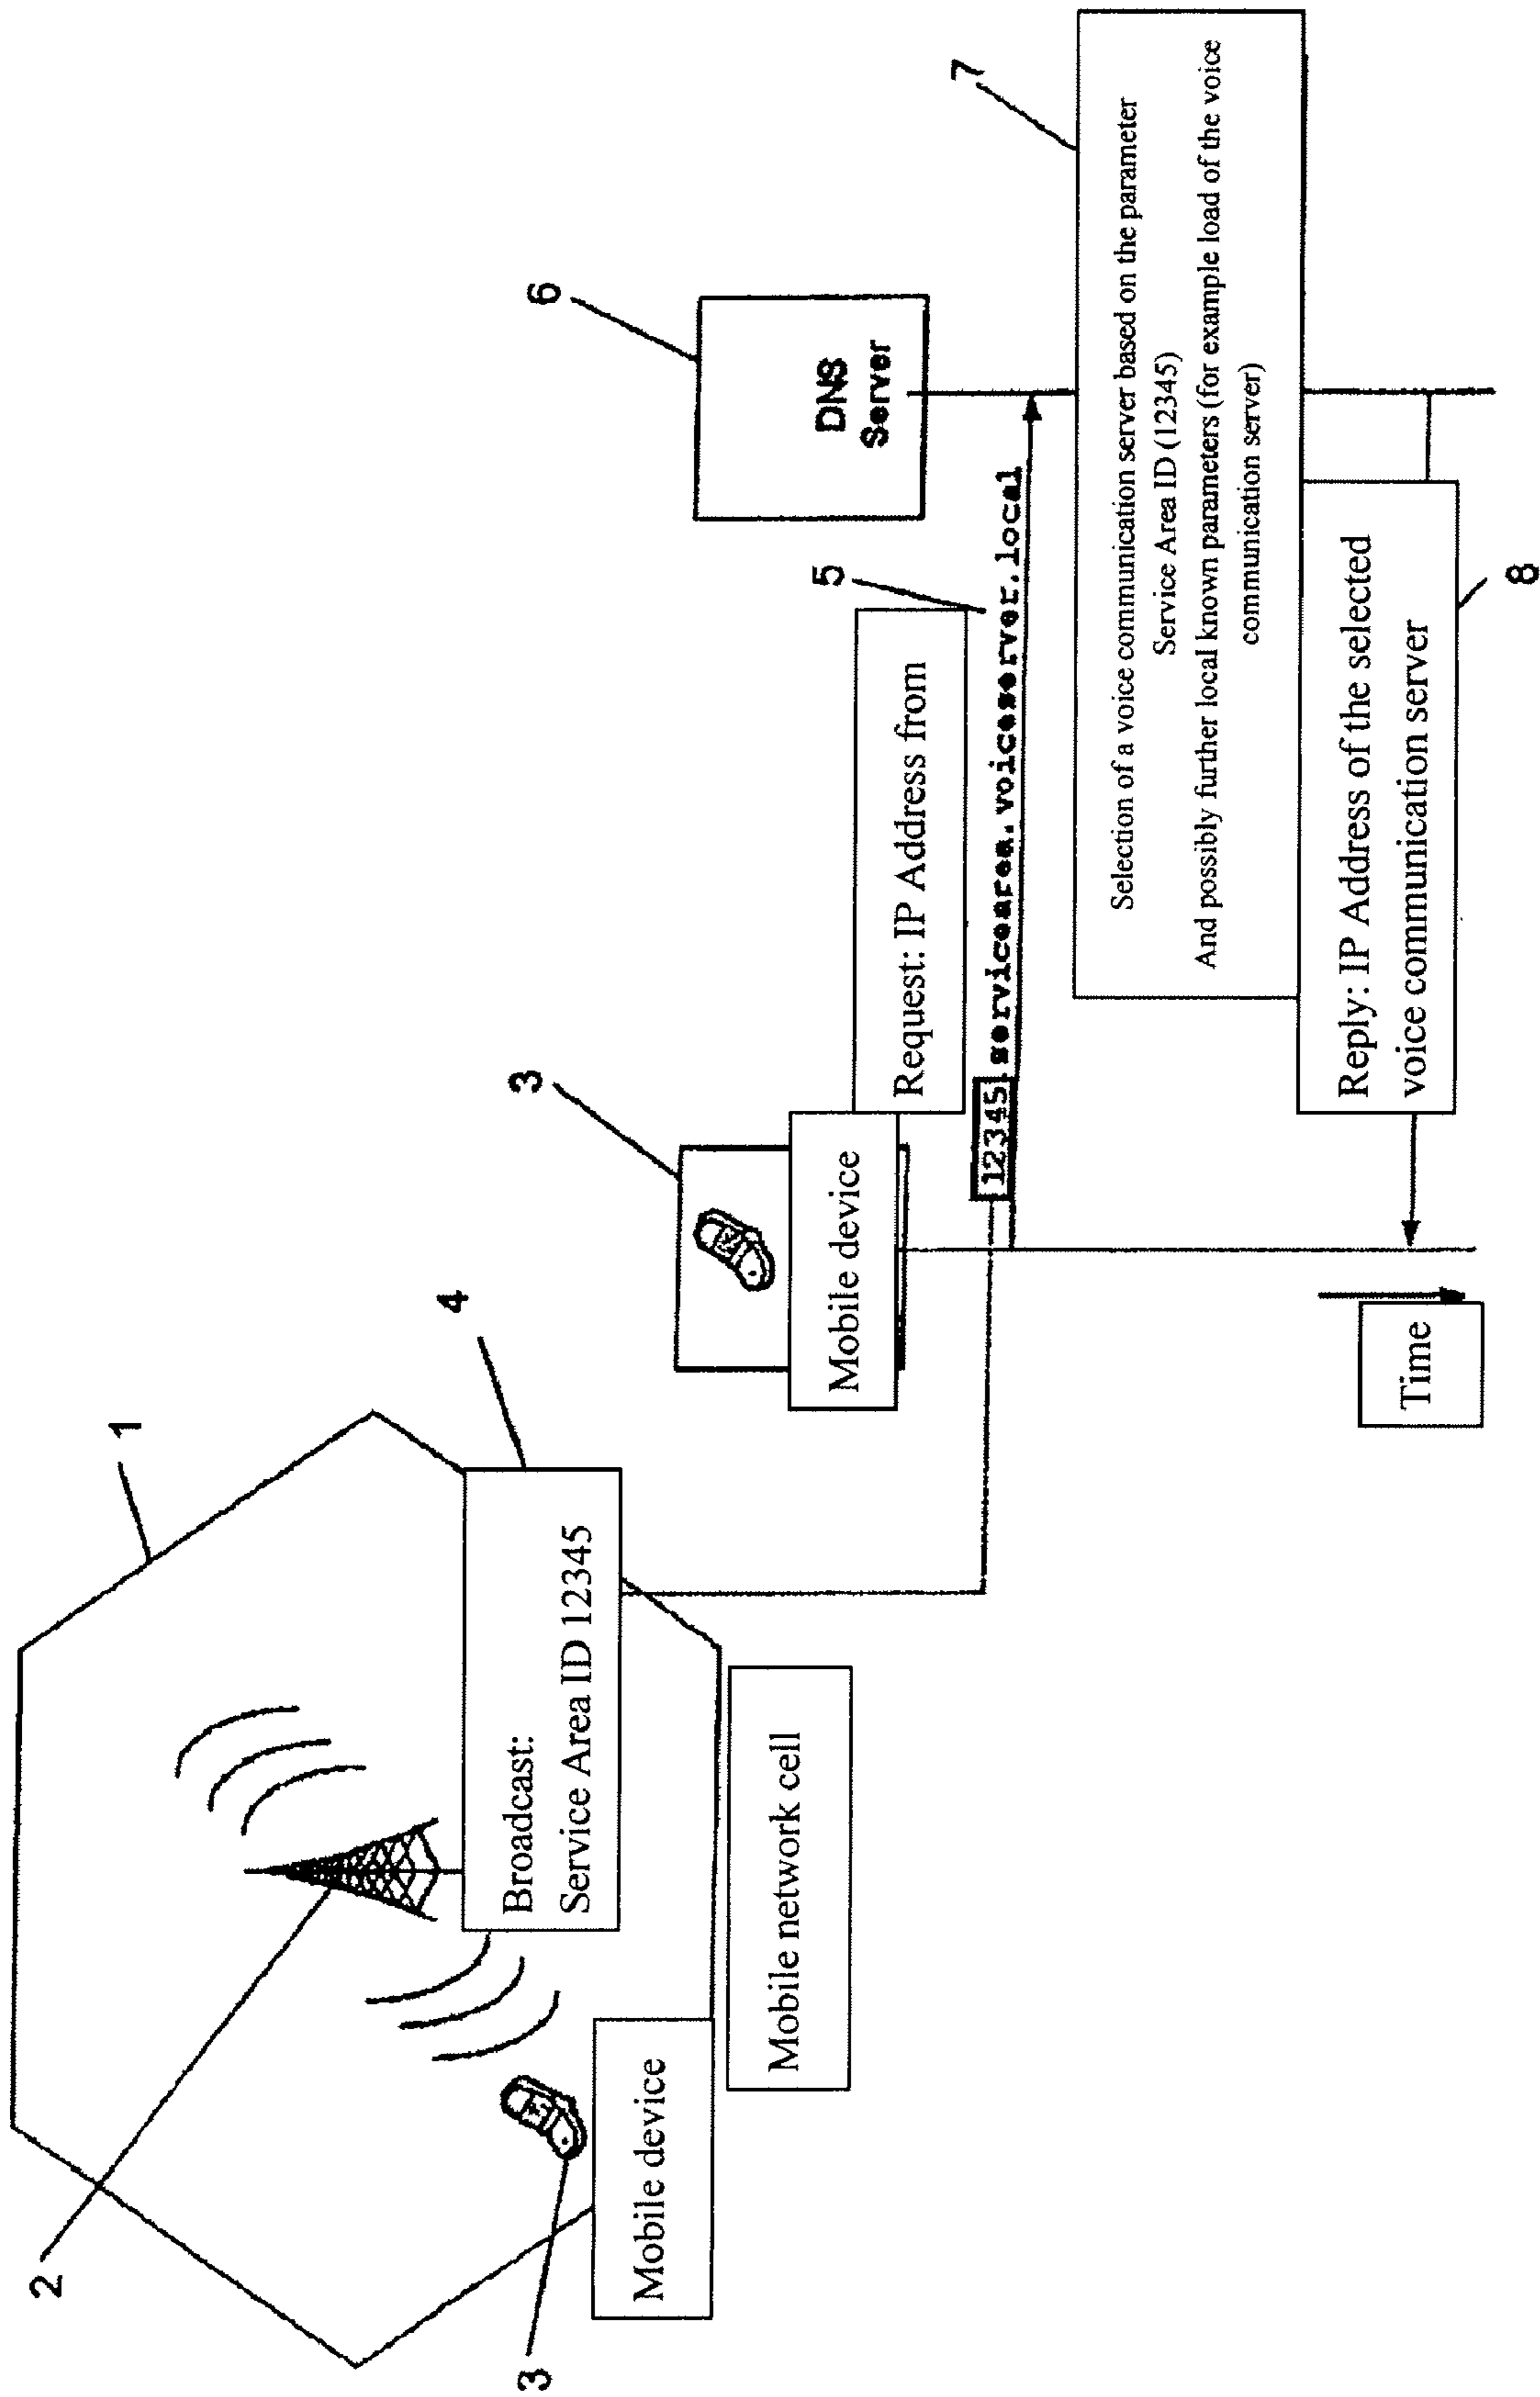 1
2
4
Broadcast:
Service Area ID 12345
3
Mobile device
Mobile network cell
3
Mobile device
6
DNS
Server
Request: IP Address from
5
12345.servicearea.voiceserver.local
7
Selection of a voice communication server based on the parameter
Service Area ID (12345)
And possibly further local known parameters (for example load of the voice
communication server)
Reply: IP Address of the selected
voice communication server
8
Time